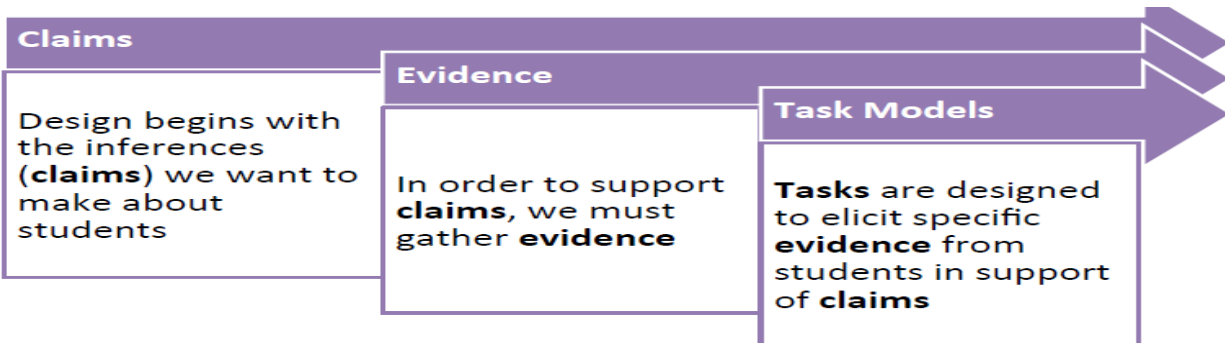 Claims
Design begins with
the inferences
(claims) we want to
make about
students
Evidence
In order to support
claims, we must
gather evidence
Task Models
Tasks are designed
to elicit specific
evidence from
students in support
of claims